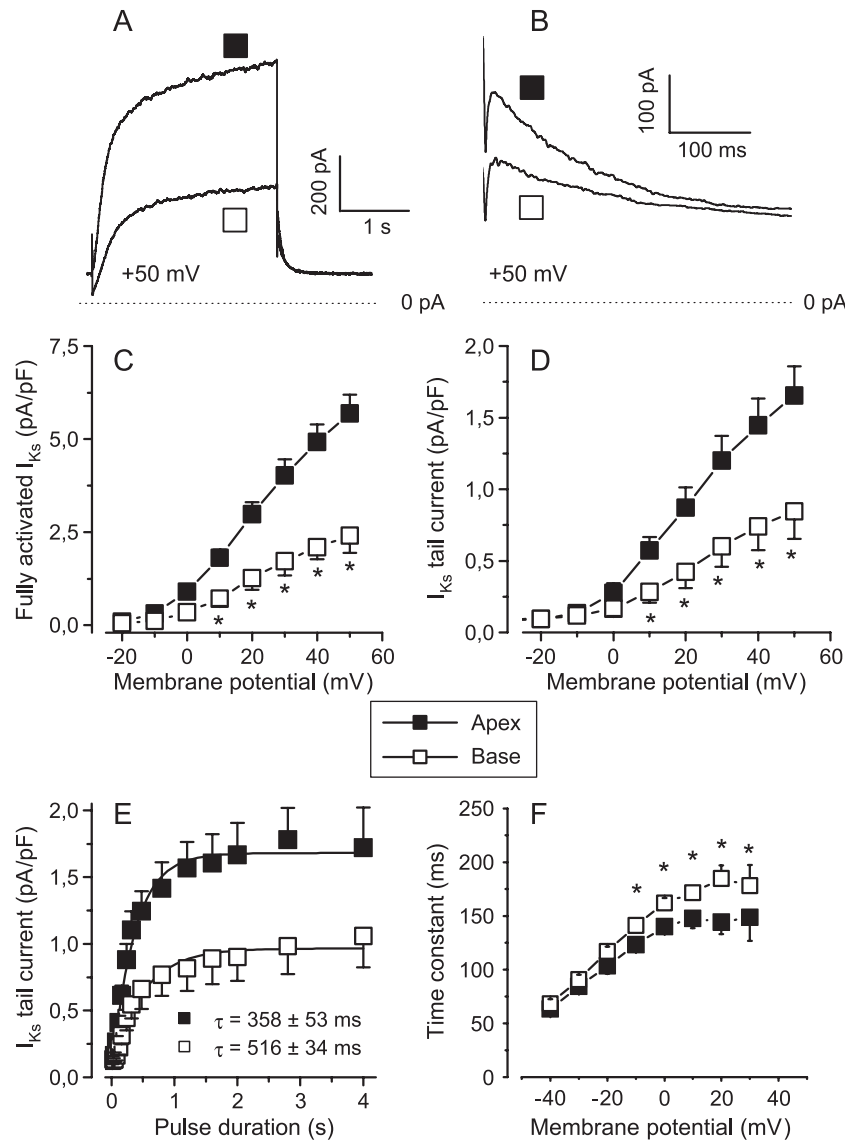 A
200 pA
1 s
+50 mV
0 pA
B
100 pA
100 ms
+50 mV
0 pA
C
Fully activated I_Ks (pA/pF)
7,5
5,0
2,5
0,0
* * * * *
-20 0 20 40 60
Membrane potential (mV)
D
I_Ks tail current (pA/pF)
2,0
1,5
1,0
0,5
0,0
* * * * *
-20 0 20 40 60
Membrane potential (mV)
Apex
Base
E
I_Ks tail current (pA/pF)
2,0
1,5
1,0
0,5
0,0
τ = 358 ± 53 ms
τ = 516 ± 34 ms
0 1 2 3 4
Pulse duration (s)
F
Time constant (ms)
250
200
150
100
50
0
* * * * *
-40 -20 0 20 40
Membrane potential (mV)